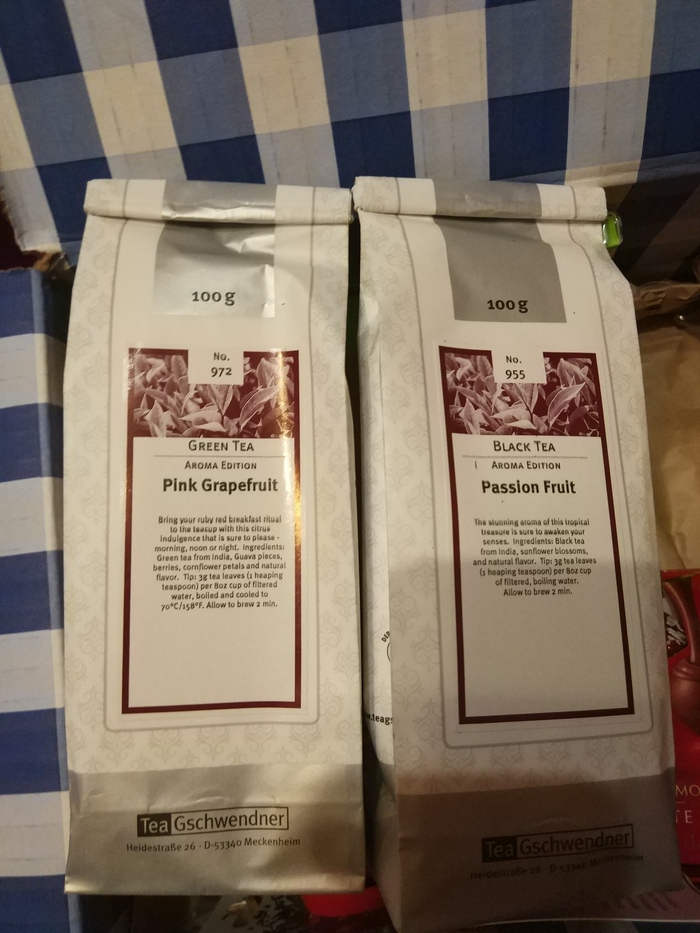 100 g
No.
972
GREEN TEA
AROMA EDITION
Pink Grapefruit
Bring your ruby red breakfast ritual
to the teacup with this citrus
indulgence that is sure to please -
morning, noon or night. Ingredients:
Green tea from India, Guava pieces,
berries, cornflower petals and natural
flavor. Tip: 3g tea leaves (1 heaping
teaspoon) per 8oz cup of filtered
water, boiled and cooled to
70°C/158°F. Allow to brew 2 min.
Tea Gschwendner
Heidestraße 26 · D-53340 Meckenheim
100 g
No.
955
BLACK TEA
AROMA EDITION
Passion Fruit
The stunning aroma of this tropical
treasure is sure to awaken your
senses. Ingredients: Black tea
from India, sunflower blossoms,
and natural flavor. Tip: 3g tea leaves
(1 heaping teaspoon) per 8oz cup
of filtered, boiling water.
Allow to brew 2 min.
Tea Gschwendner
Heidestraße 26 · D-53340 Meckenheim